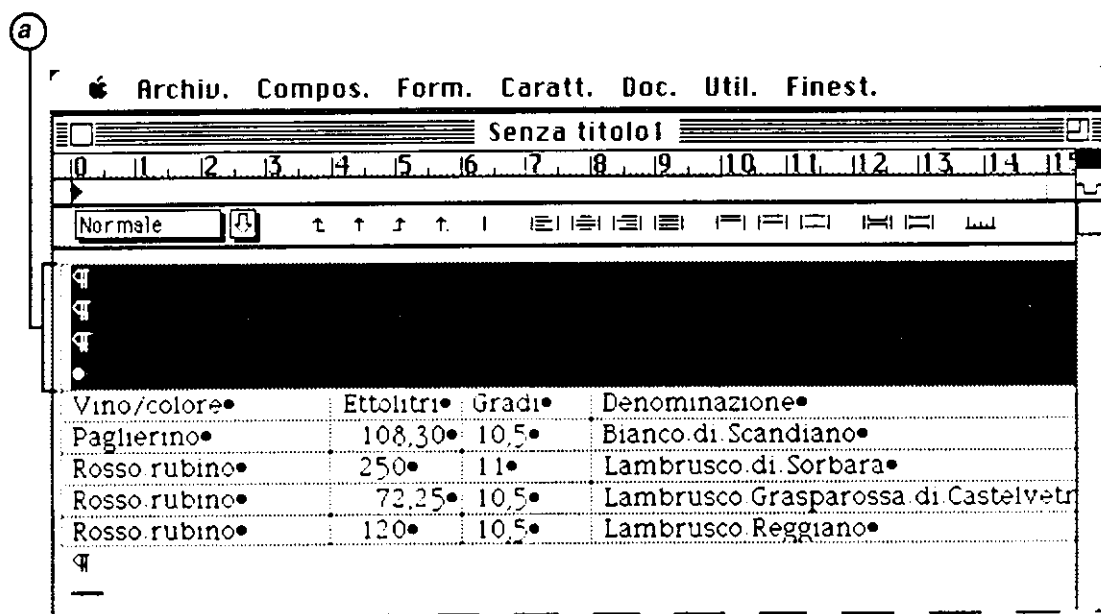 a
Archiv. Compos. Form. Caratt. Doc. Util. Finest.
Senza titolo1
0 1 2 3 4 5 6 7 8 9 10 11 12 13 14 15
Normale
¶
¶
¶
Vino/colore• Ettolitri• Gradi• Denominazione•
Paglierino• 108,30• 10,5• Bianco.di.Scandiano•
Rosso.rubino• 250• 11• Lambrusco.di.Sorbara•
Rosso.rubino• 72,25• 10,5• Lambrusco.Grasparossa.di.Castelvetr
Rosso.rubino• 120• 10,5• Lambrusco.Reggiano•
¶